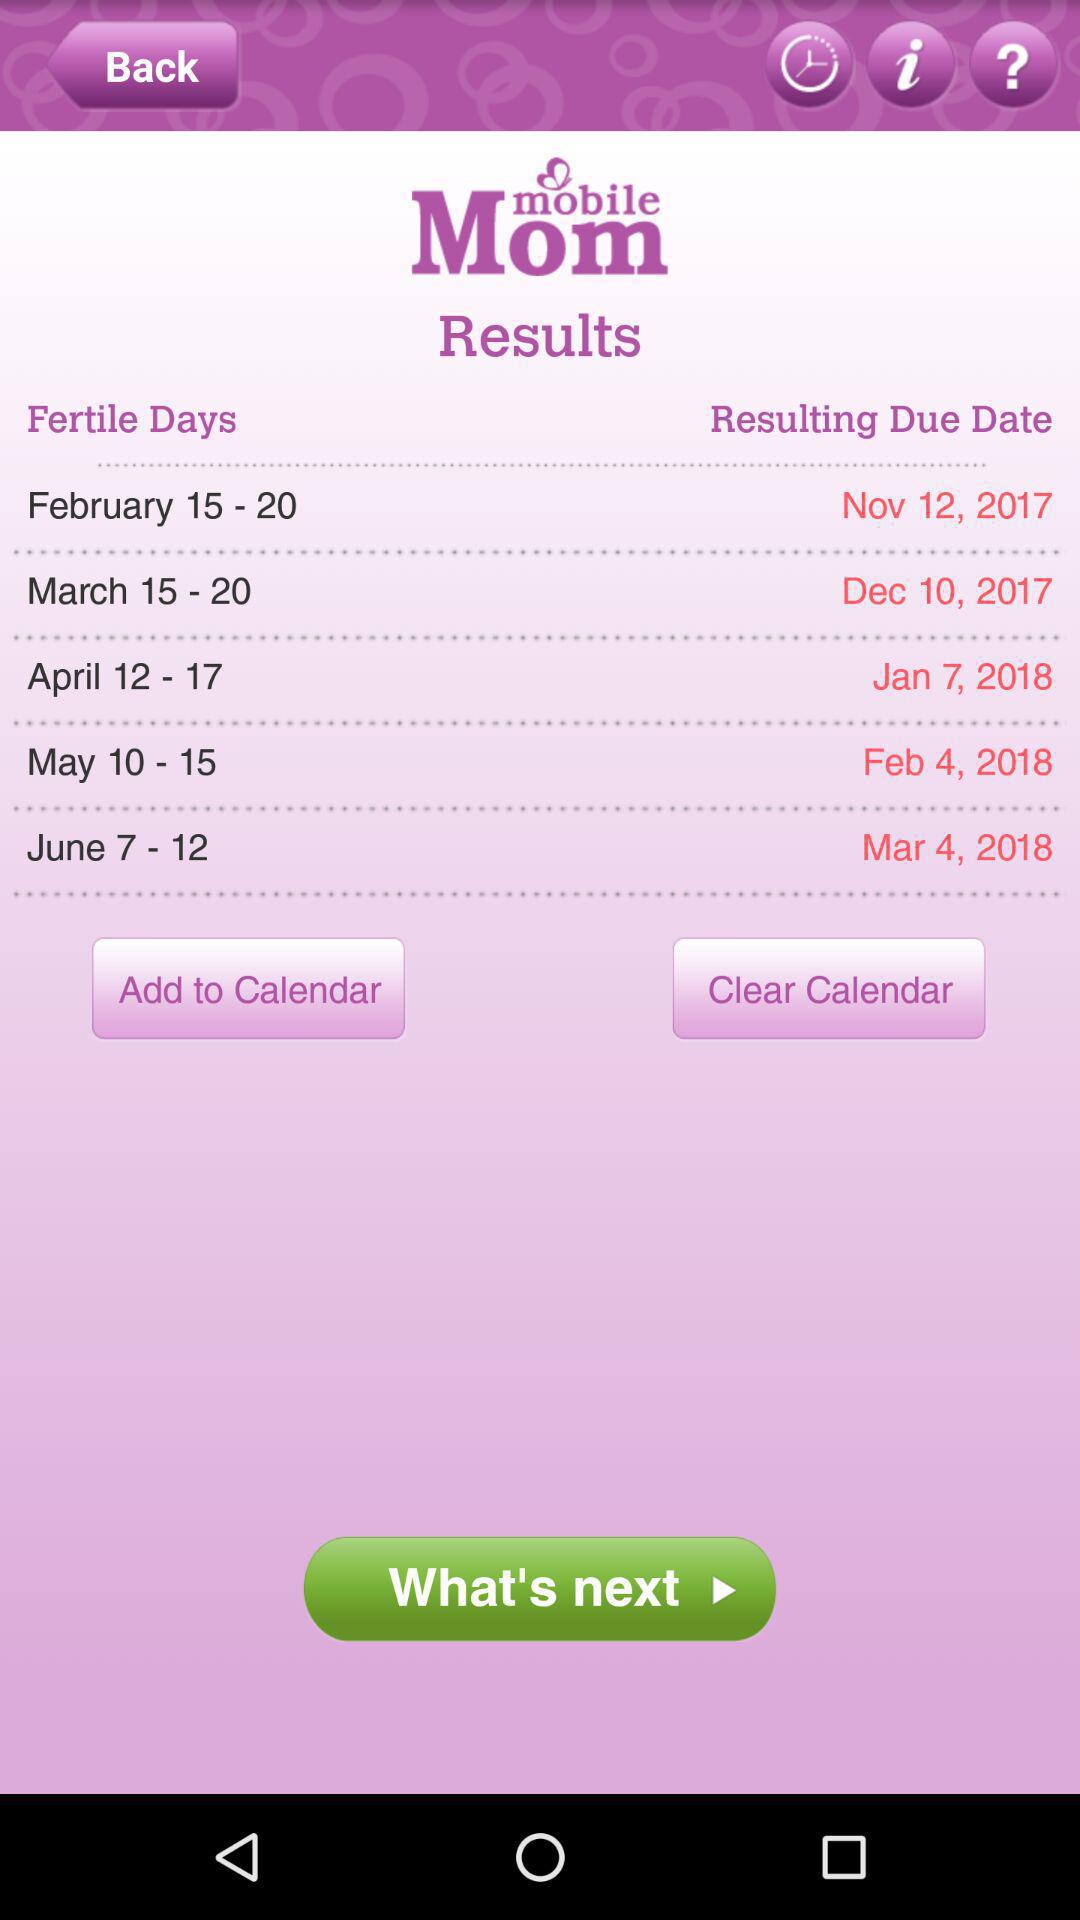 Back
i ?
mobile
Mom
Results
Fertile Days Resulting Due Date
February 15 - 20 Nov 12, 2017
March 15 - 20 Dec 10, 2017
April 12 - 17 Jan 7, 2018
May 10 - 15 Feb 4, 2018
June 7 - 12 Mar 4, 2018
Add to Calendar Clear Calendar
What's next